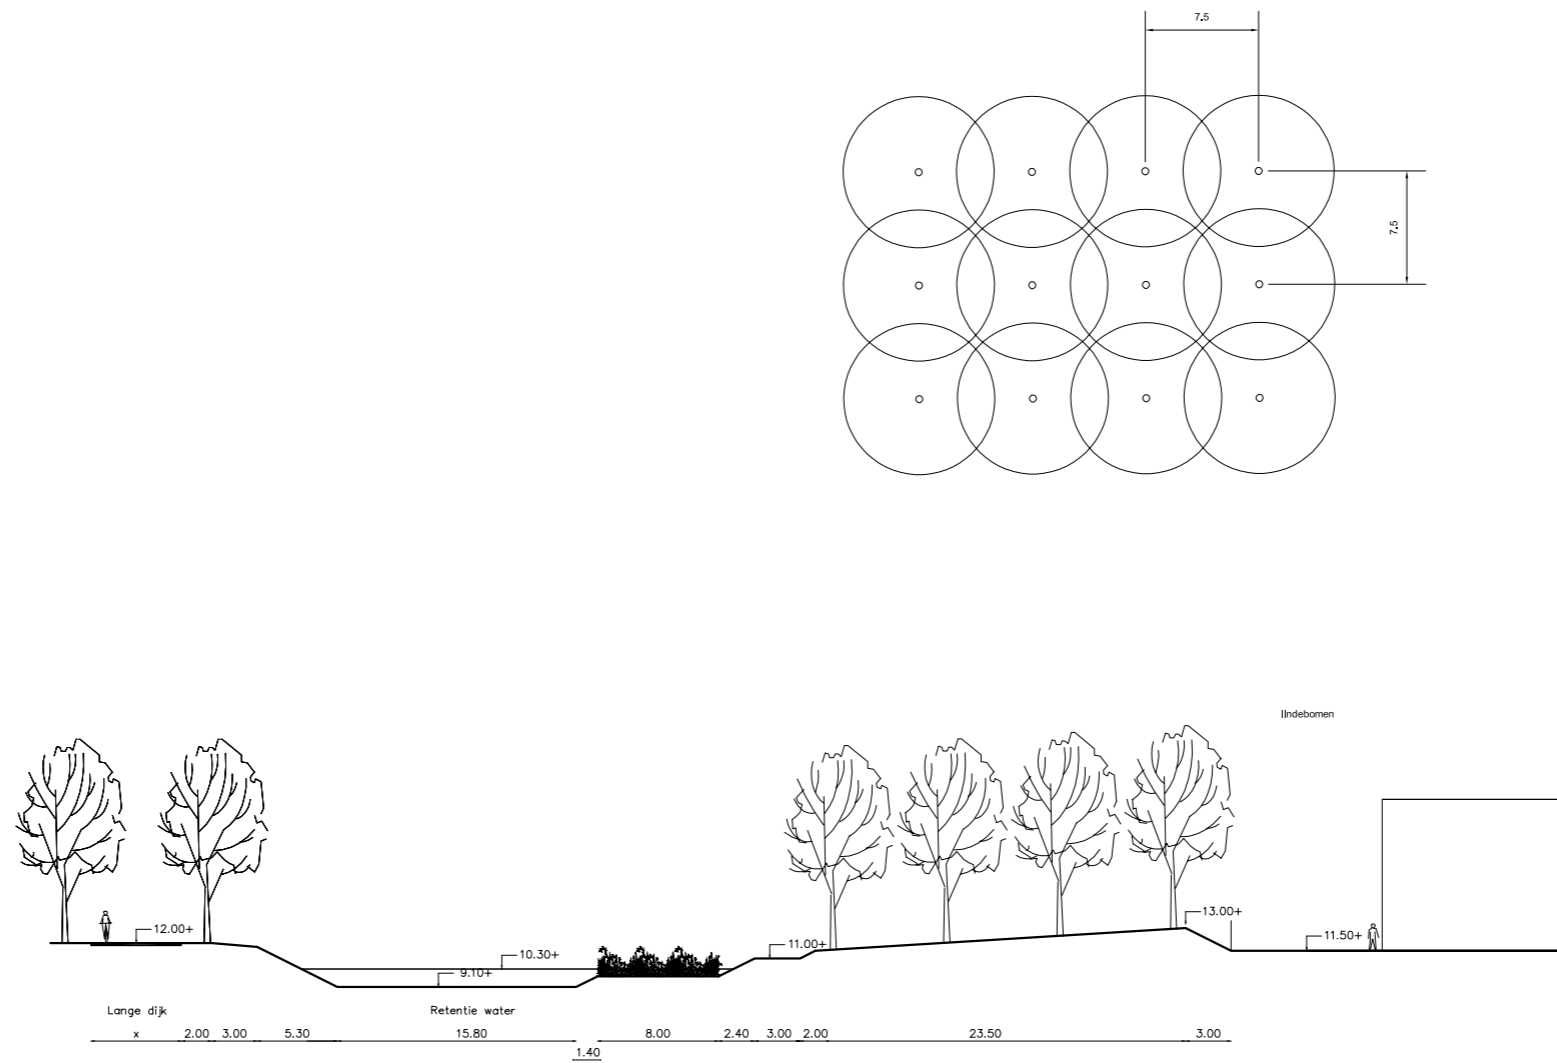 7.5
7.5
lindebomen
13.00+
12.00+
11.50+
11.00+
10.30+
9.10+
Lange dijk
Retentie water
x 2.00 3.00 5.30 15.80 8.00 2.40 3.00 2.00 23.50 3.00
1.40